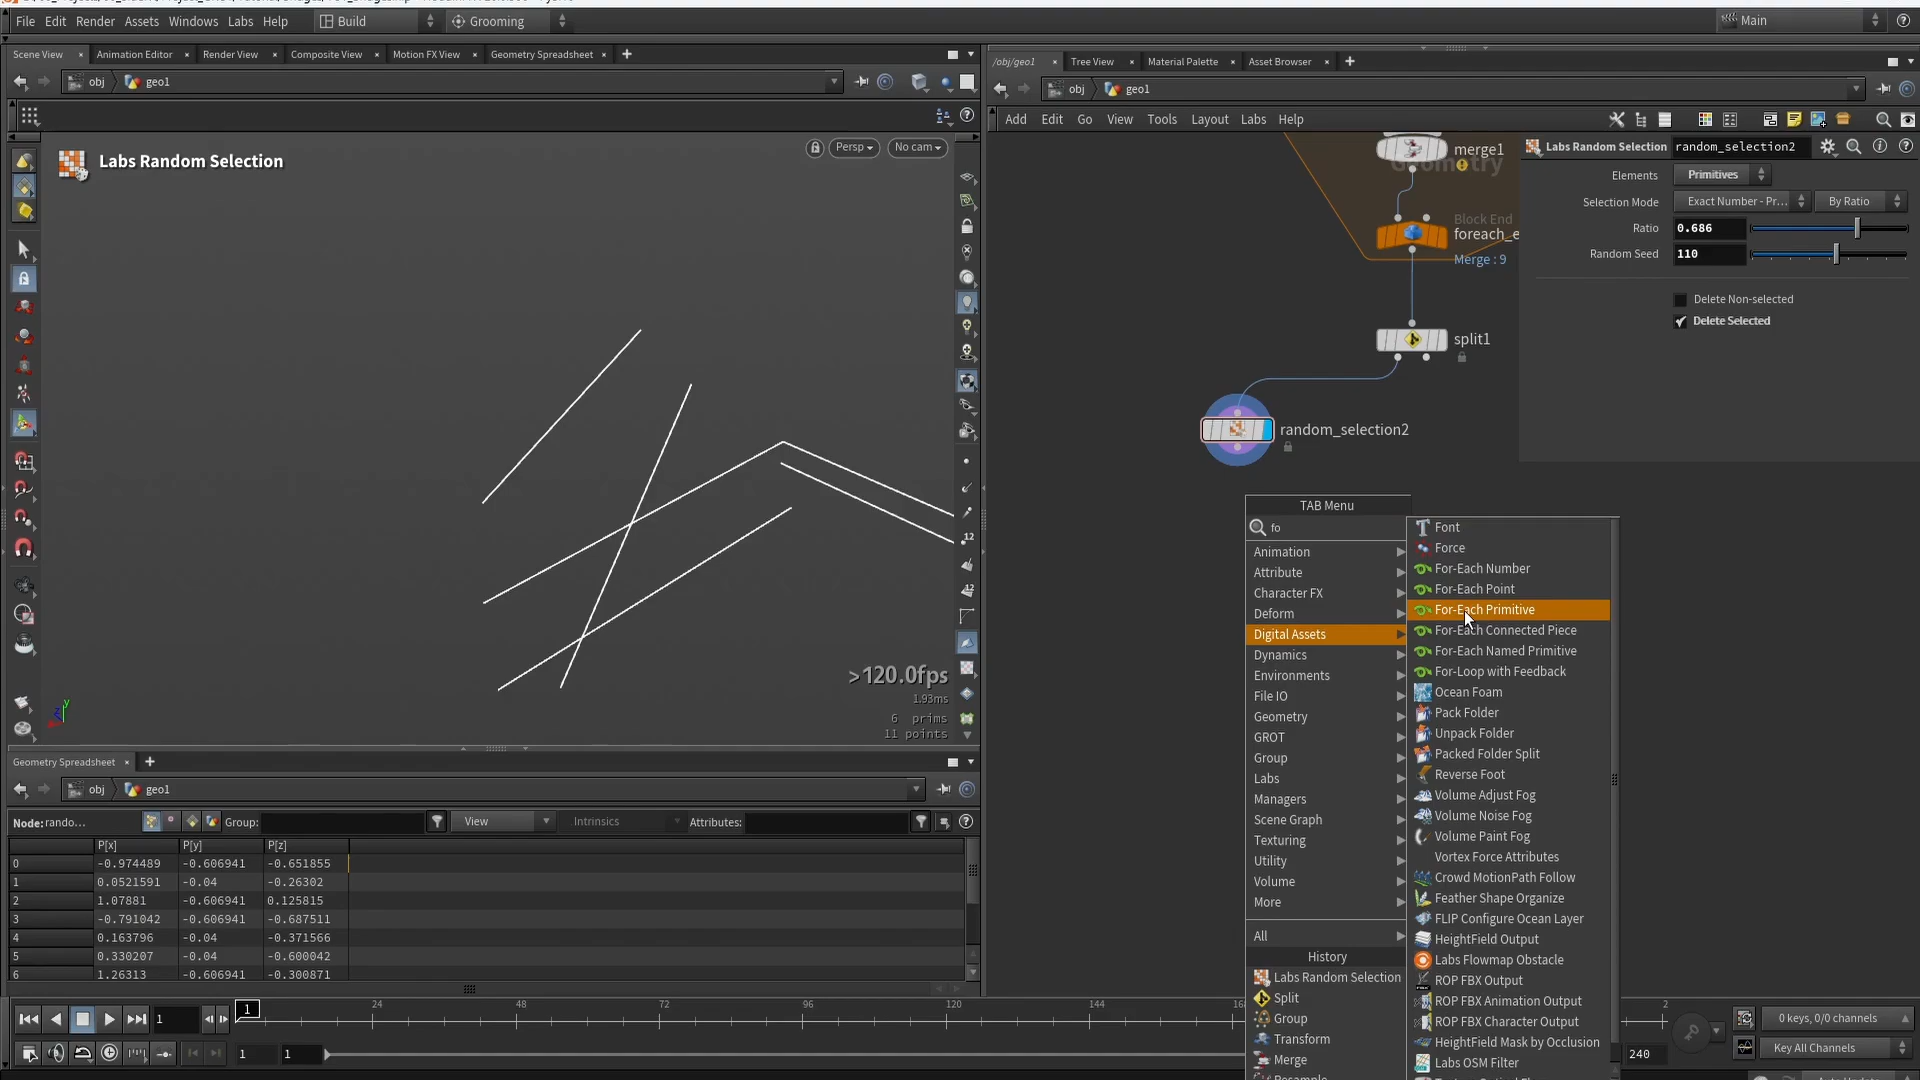 File Edit Render Assets Windows Labs Help Build Grooming Main
Scene View Animation Editor Render View Composite View Motion FX View Geometry Spreadsheet
/obj/geo1 Tree View Material Palette Asset Browser
obj geo1
obj geo1
Add Edit Go View Tools Layout Labs Help
Labs Random Selection
Persp
No cam
>120.0fps
1.93ms
6 prims
11 points
merge1
Geometry
Block End
foreach_e
Merge : 9
split1
random_selection2
Labs Random Selection random_selection2
Elements Primitives
Selection Mode Exact Number - Pr... By Ratio
Ratio 0.686
Random Seed 110
Delete Non-selected
Delete Selected
TAB Menu
fo
Animation
Attribute
Character FX
Deform
Digital Assets
Dynamics
Environments
File IO
Geometry
GROT
Group
Labs
Managers
Scene Graph
Texturing
Utility
Volume
More
All
History
Labs Random Selection
Split
Group
Transform
Merge
Font
Force
For-Each Number
For-Each Point
For-Each Primitive
For-Each Connected Piece
For-Each Named Primitive
For-Loop with Feedback
Ocean Foam
Pack Folder
Unpack Folder
Packed Folder Split
Reverse Foot
Volume Adjust Fog
Volume Noise Fog
Volume Paint Fog
Vortex Force Attributes
Crowd MotionPath Follow
Feather Shape Organize
FLIP Configure Ocean Layer
HeightField Output
Labs Flowmap Obstacle
ROP FBX Output
ROP FBX Animation Output
ROP FBX Character Output
HeightField Mask by Occlusion
Labs OSM Filter
Geometry Spreadsheet
obj geo1
Node: rando... Group: View Intrinsics Attributes:
P[x] P[y] P[z]
0 -0.974489 -0.606941 -0.651855
1 0.0521591 -0.04 -0.26302
2 1.07881 -0.606941 0.125815
3 -0.791042 -0.606941 -0.687511
4 0.163796 -0.04 -0.371566
5 0.330207 -0.04 -0.600042
6 1.26313 -0.606941 -0.300871
1 1 24 48 72 96 120 144 2
0 keys, 0/0 channels
1 1 240 Key All Channels